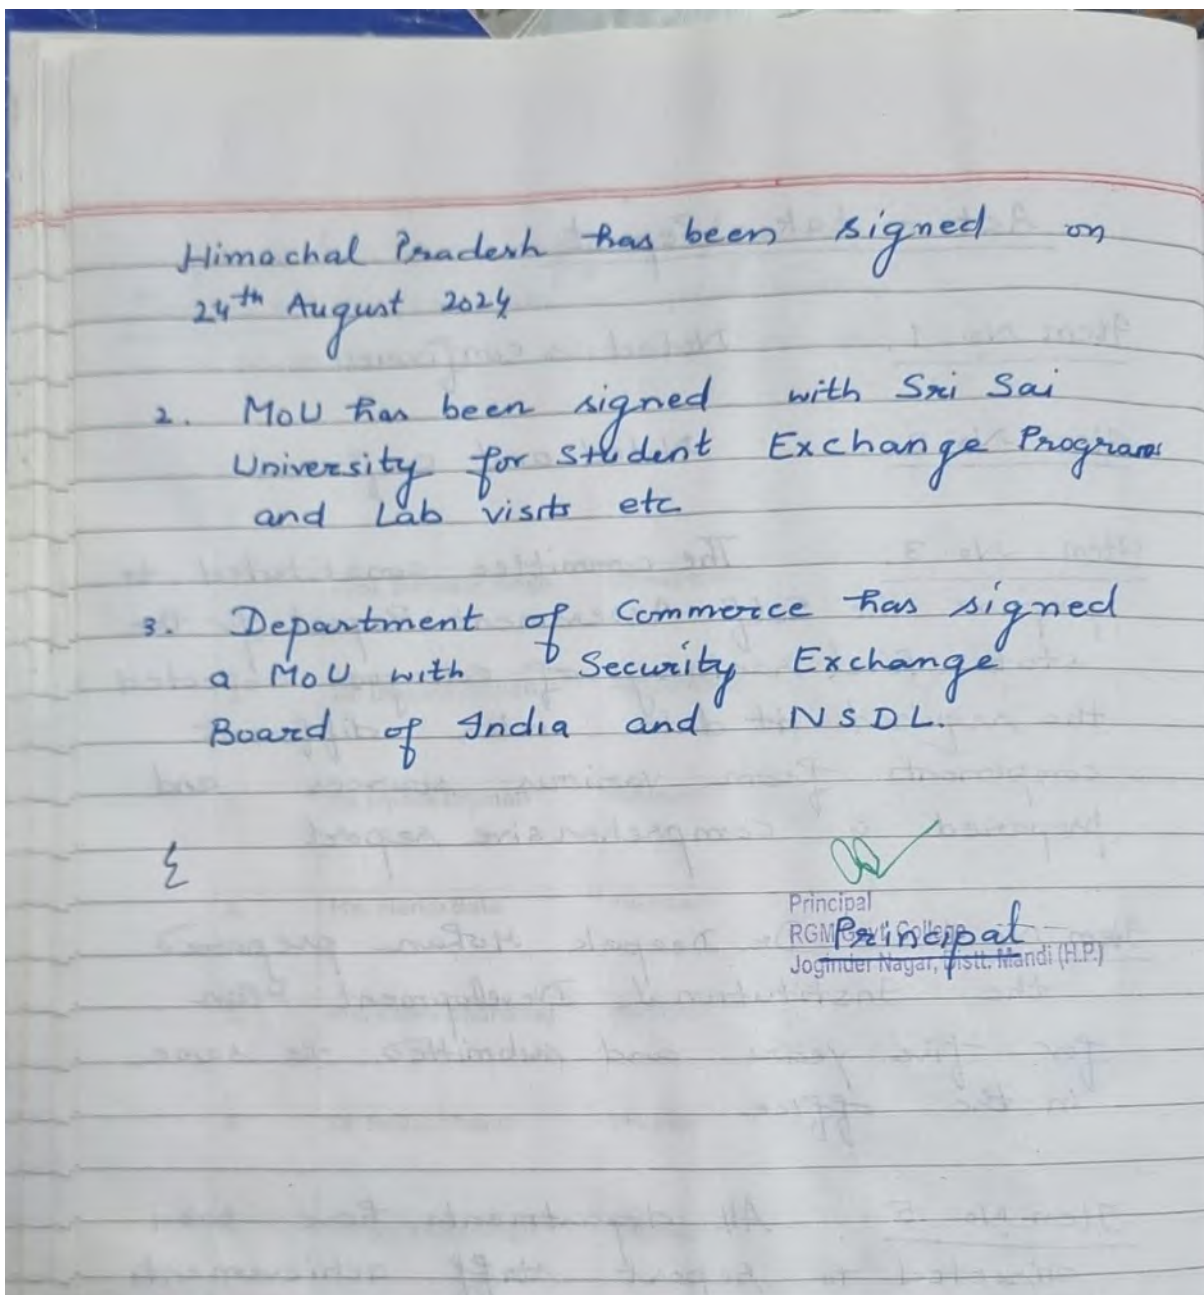 Himachal Pradesh has been signed on
24th August 2024
2. MoU has been signed with Sri Sai
University for Student Exchange Programs
and Lab visits etc
3. Department of Commerce has signed
a MoU with Security Exchange
Board of India and NSDL.
Principal
RGM Govt. College
Principal
Joginder Nagar, Distt. Mandi (H.P.)